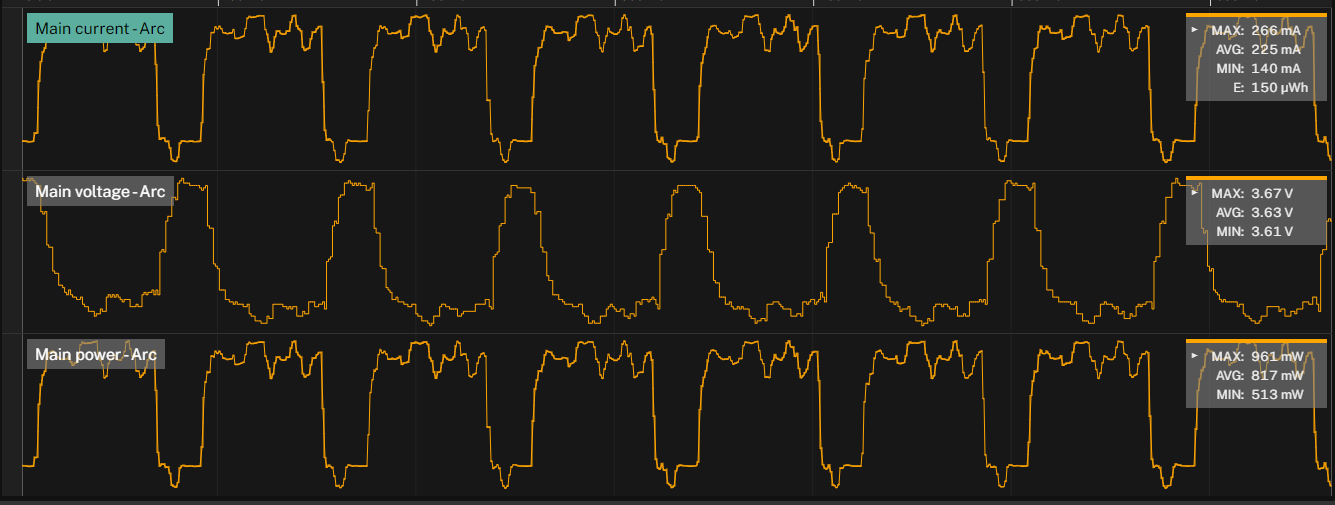 Main current - Arc
MAX: 266 mA
AVG: 225 mA
MIN: 140 mA
E: 150 µWh
Main voltage - Arc
MAX: 3.67 V
AVG: 3.63 V
MIN: 3.61 V
Main power - Arc
MAX: 961 mW
AVG: 817 mW
MIN: 513 mW